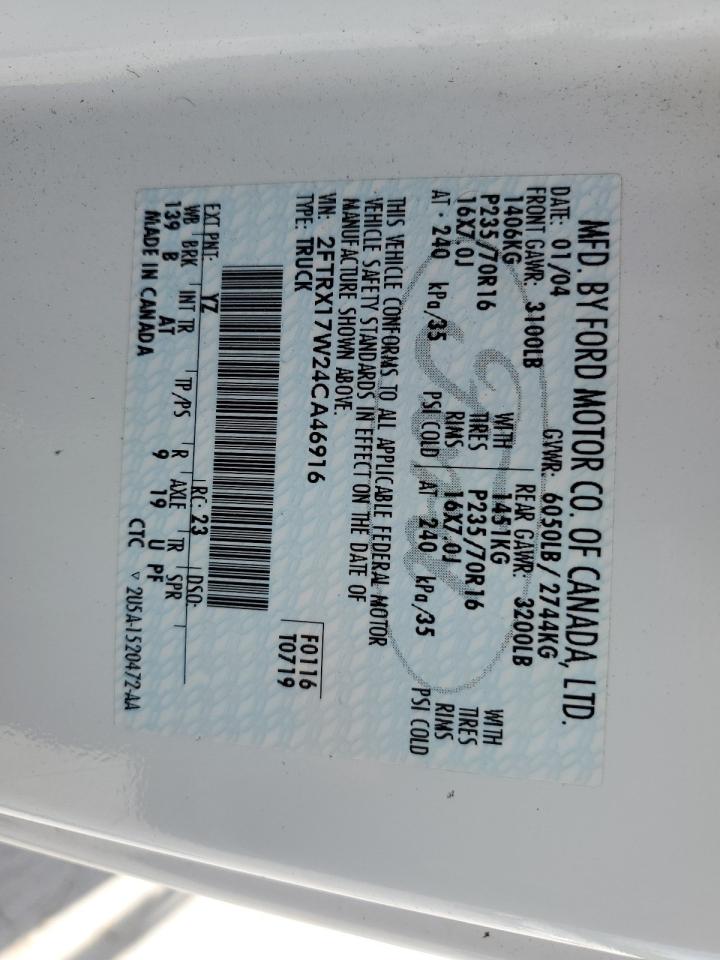 MFD. BY FORD MOTOR CO. OF CANADA, LTD.
DATE: 01/04 GVWR: 6050LB / 2744KG
FRONT GAWR: 3100LB REAR GAWR: 3200LB
1406KG WITH 1451KG WITH
P235/70R16 TIRES P235/70R16 TIRES
16X7.0J RIMS 16X7.0J RIMS
AT 240 kPa/35 PSI COLD AT 240 kPa/35 PSI COLD
THIS VEHICLE CONFORMS TO ALL APPLICABLE FEDERAL MOTOR
VEHICLE SAFETY STANDARDS IN EFFECT ON THE DATE OF
MANUFACTURE SHOWN ABOVE.
VIN: 2FTRX17W24CA46916 F0116
TYPE: TRUCK T0719
EXT PNT: YZ RC: 23 DSO:
WB BRK INT TR TP/PS R AXLE TR SPR
139 B AT 9 19 U PF
MADE IN CANADA CTC ▽ 2U5A-1520472-AA
Ford